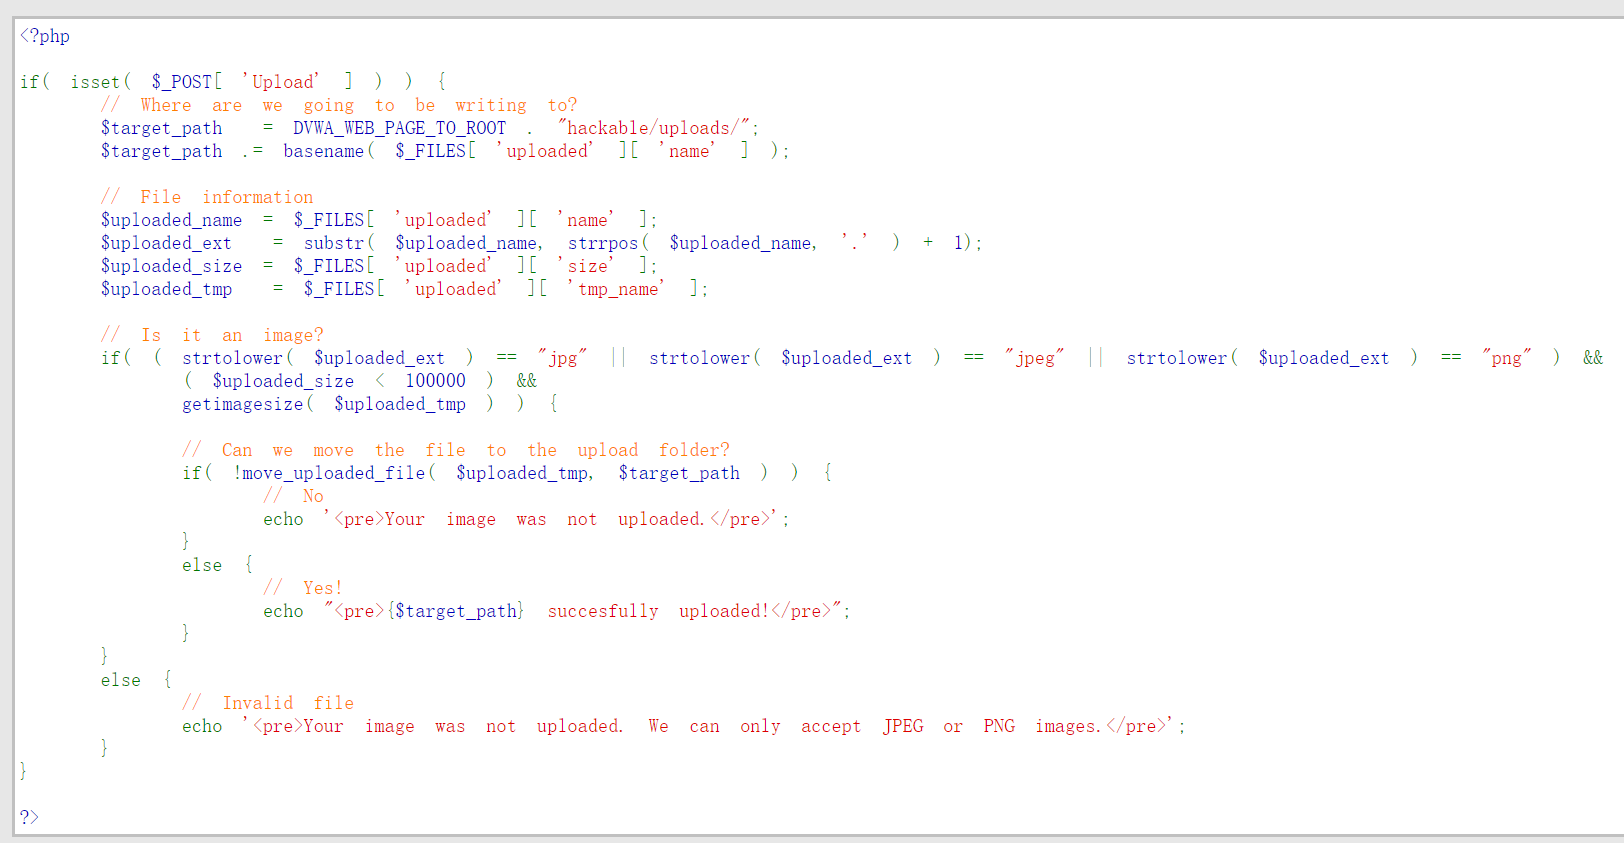 <?php
if( isset( $_POST[ 'Upload' ] ) ) {
// Where are we going to be writing to?
$target_path = DVWA_WEB_PAGE_TO_ROOT . "hackable/uploads/";
$target_path .= basename( $_FILES[ 'uploaded' ][ 'name' ] );
// File information
$uploaded_name = $_FILES[ 'uploaded' ][ 'name' ];
$uploaded_ext = substr( $uploaded_name, strrpos( $uploaded_name, '.' ) + 1);
$uploaded_size = $_FILES[ 'uploaded' ][ 'size' ];
$uploaded_tmp = $_FILES[ 'uploaded' ][ 'tmp_name' ];
// Is it an image?
if( ( strtolower( $uploaded_ext ) == "jpg" || strtolower( $uploaded_ext ) == "jpeg" || strtolower( $uploaded_ext ) == "png" ) &&
( $uploaded_size < 100000 ) &&
getimagesize( $uploaded_tmp ) ) {
// Can we move the file to the upload folder?
if( !move_uploaded_file( $uploaded_tmp, $target_path ) ) {
// No
echo '<pre>Your image was not uploaded.</pre>';
}
else {
// Yes!
echo "<pre>{$target_path} succesfully uploaded!</pre>";
}
}
else {
// Invalid file
echo '<pre>Your image was not uploaded. We can only accept JPEG or PNG images.</pre>';
}
}
?>